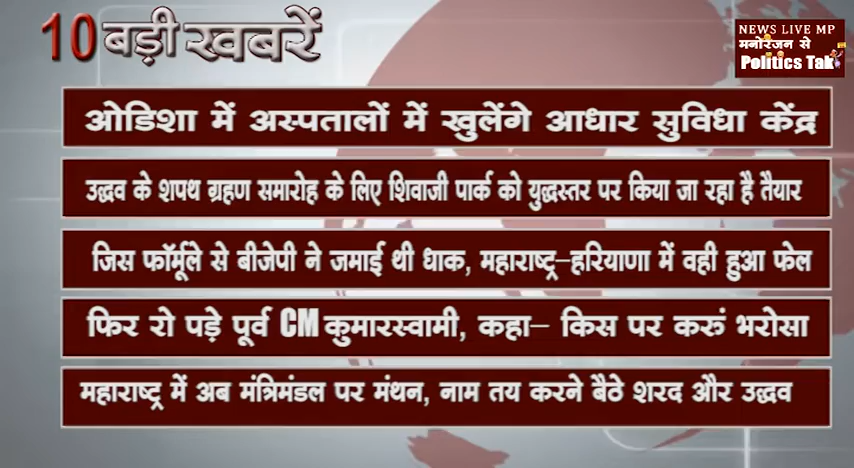 10 बड़ी खबरें
NEWS LIVE MP
मनोरंजन से
Politics Tak
ओडिशा में अस्पतालों में खुलेंगे आधार सुविधा केंद्र
उद्धव के शपथ ग्रहण समारोह के लिए शिवाजी पार्क को युद्धस्तर पर किया जा रहा है तैयार
जिस फॉर्मूले से बीजेपी ने जमाई थी धाक, महाराष्ट्र–हरियाणा में वही हुआ फेल
फिर रो पड़े पूर्व CM कुमारस्वामी, कहा– किस पर करुं भरोसा
महाराष्ट्र में अब मंत्रिमंडल पर मंथन, नाम तय करने बैठे शरद और उद्धव